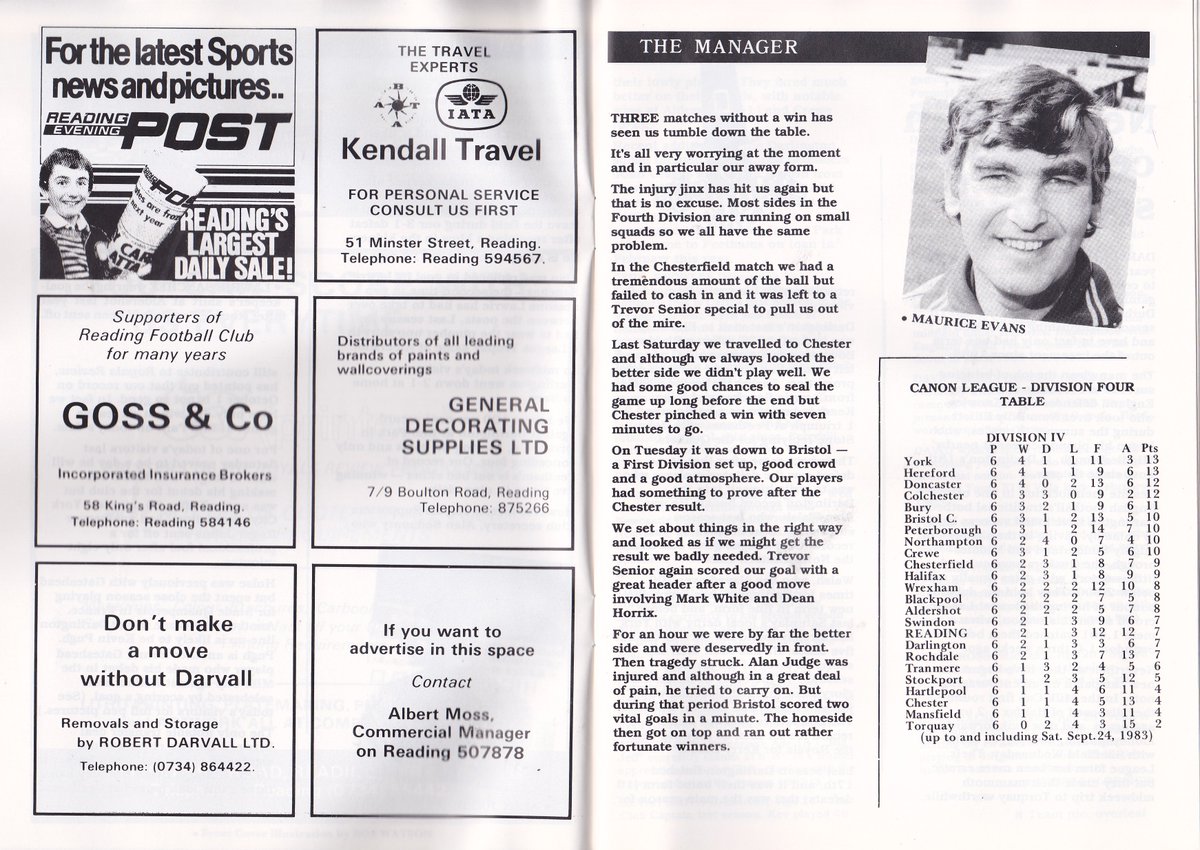 For the latest Sports
news and pictures..
READING
EVENING POST
READING'S
LARGEST
DAILY SALE!
THE TRAVEL
EXPERTS
A B T A
IATA
Kendall Travel
FOR PERSONAL SERVICE
CONSULT US FIRST
51 Minster Street, Reading.
Telephone: Reading 594567.
Supporters of
Reading Football Club
for many years
GOSS & Co
Incorporated Insurance Brokers
58 King's Road, Reading.
Telephone: Reading 584146
Distributors of all leading
brands of paints and
wallcoverings
GENERAL
DECORATING
SUPPLIES LTD
7/9 Boulton Road, Reading
Telephone: 875266
Don't make
a move
without Darvall
Removals and Storage
by ROBERT DARVALL LTD.
Telephone: (0734) 864422.
If you want to
advertise in this space
Contact
Albert Moss,
Commercial Manager
on Reading 507878
THE MANAGER
THREE matches without a win has
seen us tumble down the table.
It's all very worrying at the moment
and in particular our away form.
The injury jinx has hit us again but
that is no excuse. Most sides in the
Fourth Division are running on small
squads so we all have the same
problem.
In the Chesterfield match we had a
tremendous amount of the ball but
failed to cash in and it was left to a
Trevor Senior special to pull us out
of the mire.
Last Saturday we travelled to Chester
and although we always looked the
better side we didn't play well. We
had some good chances to seal the
game up long before the end but
Chester pinched a win with seven
minutes to go.
On Tuesday it was down to Bristol —
a First Division set up, good crowd
and a good atmosphere. Our players
had something to prove after the
Chester result.
We set about things in the right way
and looked as if we might get the
result we badly needed. Trevor
Senior again scored our goal with a
great header after a good move
involving Mark White and Dean
Horrix.
For an hour we were by far the better
side and were deservedly in front.
Then tragedy struck. Alan Judge was
injured and although in a great deal
of pain, he tried to carry on. But
during that period Bristol scored two
vital goals in a minute. The homeside
then got on top and ran out rather
fortunate winners.
• MAURICE EVANS
CANON LEAGUE - DIVISION FOUR
TABLE
DIVISION IV
P W D L F A Pts
York 6 4 1 1 11 3 13
Hereford 6 4 1 1 9 6 13
Doncaster 6 4 0 2 13 6 12
Colchester 6 3 3 0 9 2 12
Bury 6 3 2 1 9 6 11
Bristol C. 6 3 1 2 13 5 10
Peterborough 6 3 1 2 14 7 10
Northampton 6 2 4 0 7 4 10
Crewe 6 3 1 2 5 6 10
Chesterfield 6 2 3 1 8 7 9
Halifax 6 2 3 1 8 9 9
Wrexham 6 2 2 2 12 10 8
Blackpool 6 2 2 2 7 5 8
Aldershot 6 2 2 2 5 7 8
Swindon 6 2 1 3 9 6 7
READING 6 2 1 3 12 12 7
Darlington 6 2 1 3 3 6 7
Rochdale 6 2 1 3 7 13 7
Tranmere 6 1 3 2 4 5 6
Stockport 6 1 2 3 5 12 5
Hartlepool 6 1 1 4 6 11 4
Chester 6 1 1 4 5 13 4
Mansfield 6 1 1 4 3 11 4
Torquay 6 0 2 4 3 15 2
(up to and including Sat. Sept. 24, 1983)